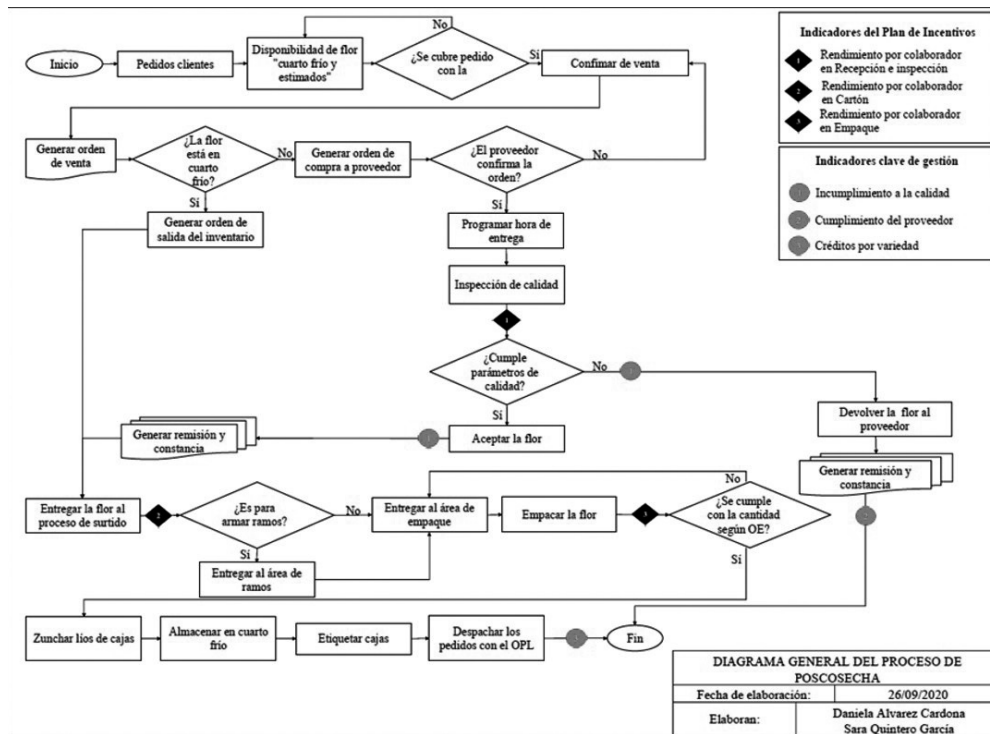 No
Disponibilidad de flor
"cuarto frío y
estimados"
¿Se cubre pedido
con la
Sí
Inicio
Pedidos clientes
Confimar de venta
Indicadores del Plan de Incentivos
1
Rendimiento por colaborador
en Recepción e inspección
2
Rendimiento por colaborador
en Cartón
3
Rendimiento por colaborador
en Empaque
Generar orden
de venta
¿La flor
está en
cuarto
frío?
No
Generar orden de
compra a proveedor
¿El proveedor
confirma la
orden?
No
Indicadores clave de gestión
Incumplimiento a la calidad
Cumplimiento del proveedor
Créditos por variedad
Sí
Sí
Generar orden de
salida del inventario
Programar hora de
entrega
Inspección de calidad
1
¿Cumple
parámetros de
calidad?
No
Sí
Devolver la flor al
proveedor
Generar remisión y
constancia
Aceptar la flor
Generar remisión y
constancia
No
Entregar la flor al
proceso de surtido
2
¿Es para
armar ramos?
No
Entregar al área de
empaque
Empacar la flor
3
¿Se cumple
con la cantidad
según OE?
Sí
Sí
Entregar al área de
ramos
Zunchar líos de cajas
Almacenar en cuarto
frío
Etiquetar cajas
Despachar los
pedidos con el OPL
Fin
DIAGRAMA GENERAL DEL PROCESO DE
POSCOSECHA
Fecha de elaboración:
26/09/2020
Elaboran:
Daniela Alvarez Cardona
Sara Quintero García